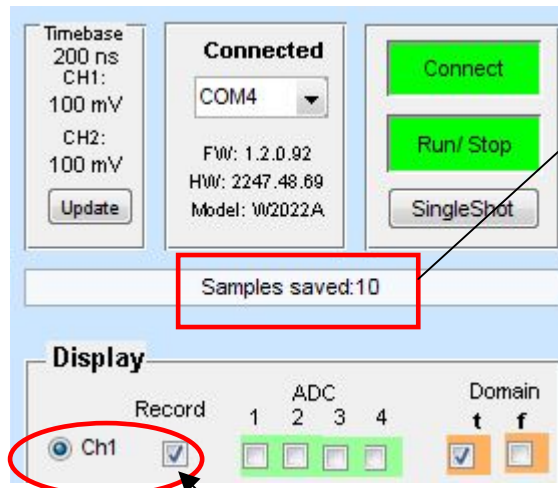 Timebase
200 ns
CH1:
100 mV
CH2:
100 mV
Update
Connected
COM4
FW: 1.2.0.92
HW: 2247.48.69
Model: W2022A
Connect
Run/ Stop
SingleShot
Samples saved:10
Display
Record
ADC
1 2 3 4
Domain
t f
Ch1